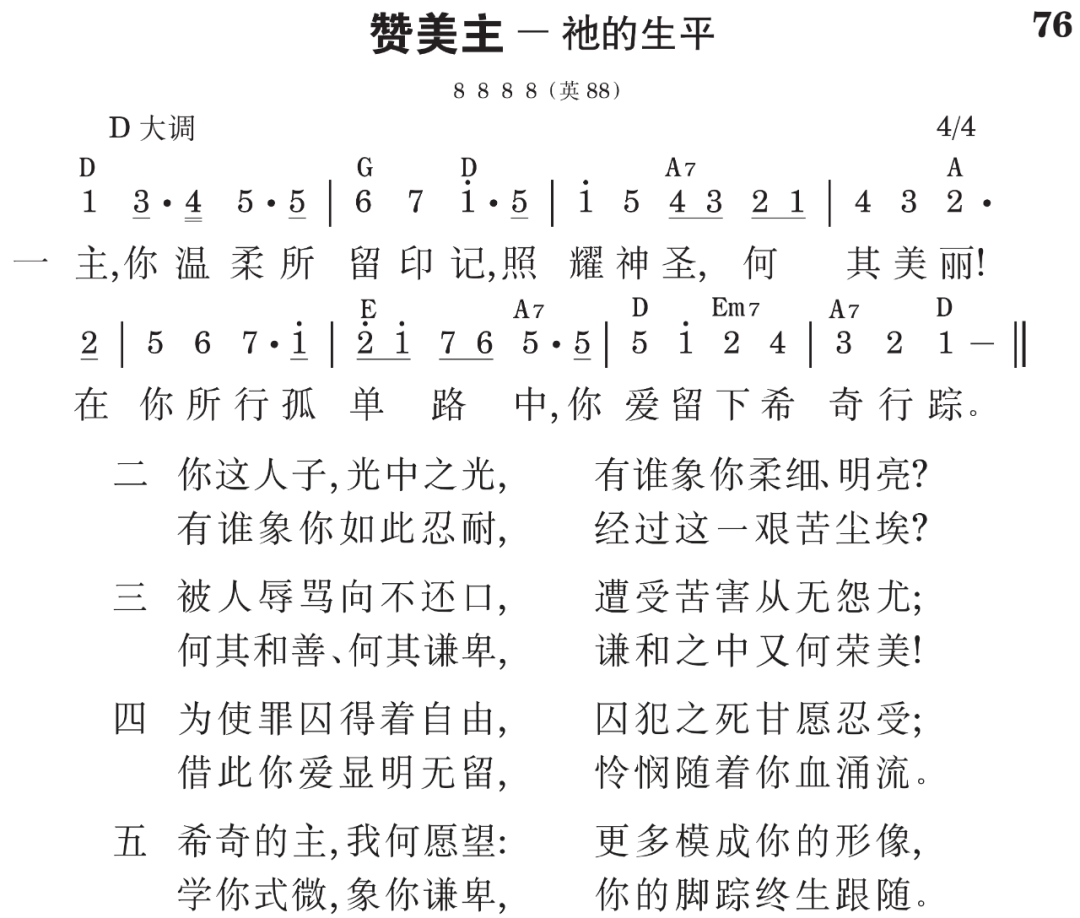 赞美主 — 祂的生平 76
8 8 8 8 (英 88)
D 大调 4/4
D G D A7 A
1 3·4 5·5 | 6 7 i·5 | i 5 4 3 2 1 | 4 3 2·
一 主,你 温 柔 所 留 印 记,照 耀 神 圣, 何 其 美 丽!
E A7 D Em7 A7 D
2 | 5 6 7·i | 2̇ i 7 6 5·5 | 5 i 2 4 | 3 2 1 — ‖
在 你 所 行 孤 单 路 中,你 爱 留 下 希 奇 行 踪。
二 你这人子,光中之光, 有谁象你柔细、明亮?
有谁象你如此忍耐, 经过这一艰苦尘埃?
三 被人辱骂向不还口, 遭受苦害从无怨尤;
何其和善、何其谦卑, 谦和之中又何荣美!
四 为使罪囚得着自由, 囚犯之死甘愿忍受;
借此你爱显明无留, 怜悯随着你血涌流。
五 希奇的主,我何愿望: 更多模成你的形像,
学你式微,象你谦卑, 你的脚踪终生跟随。